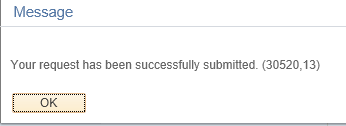 Message
Your request has been successfully submitted. (30520,13)
OK